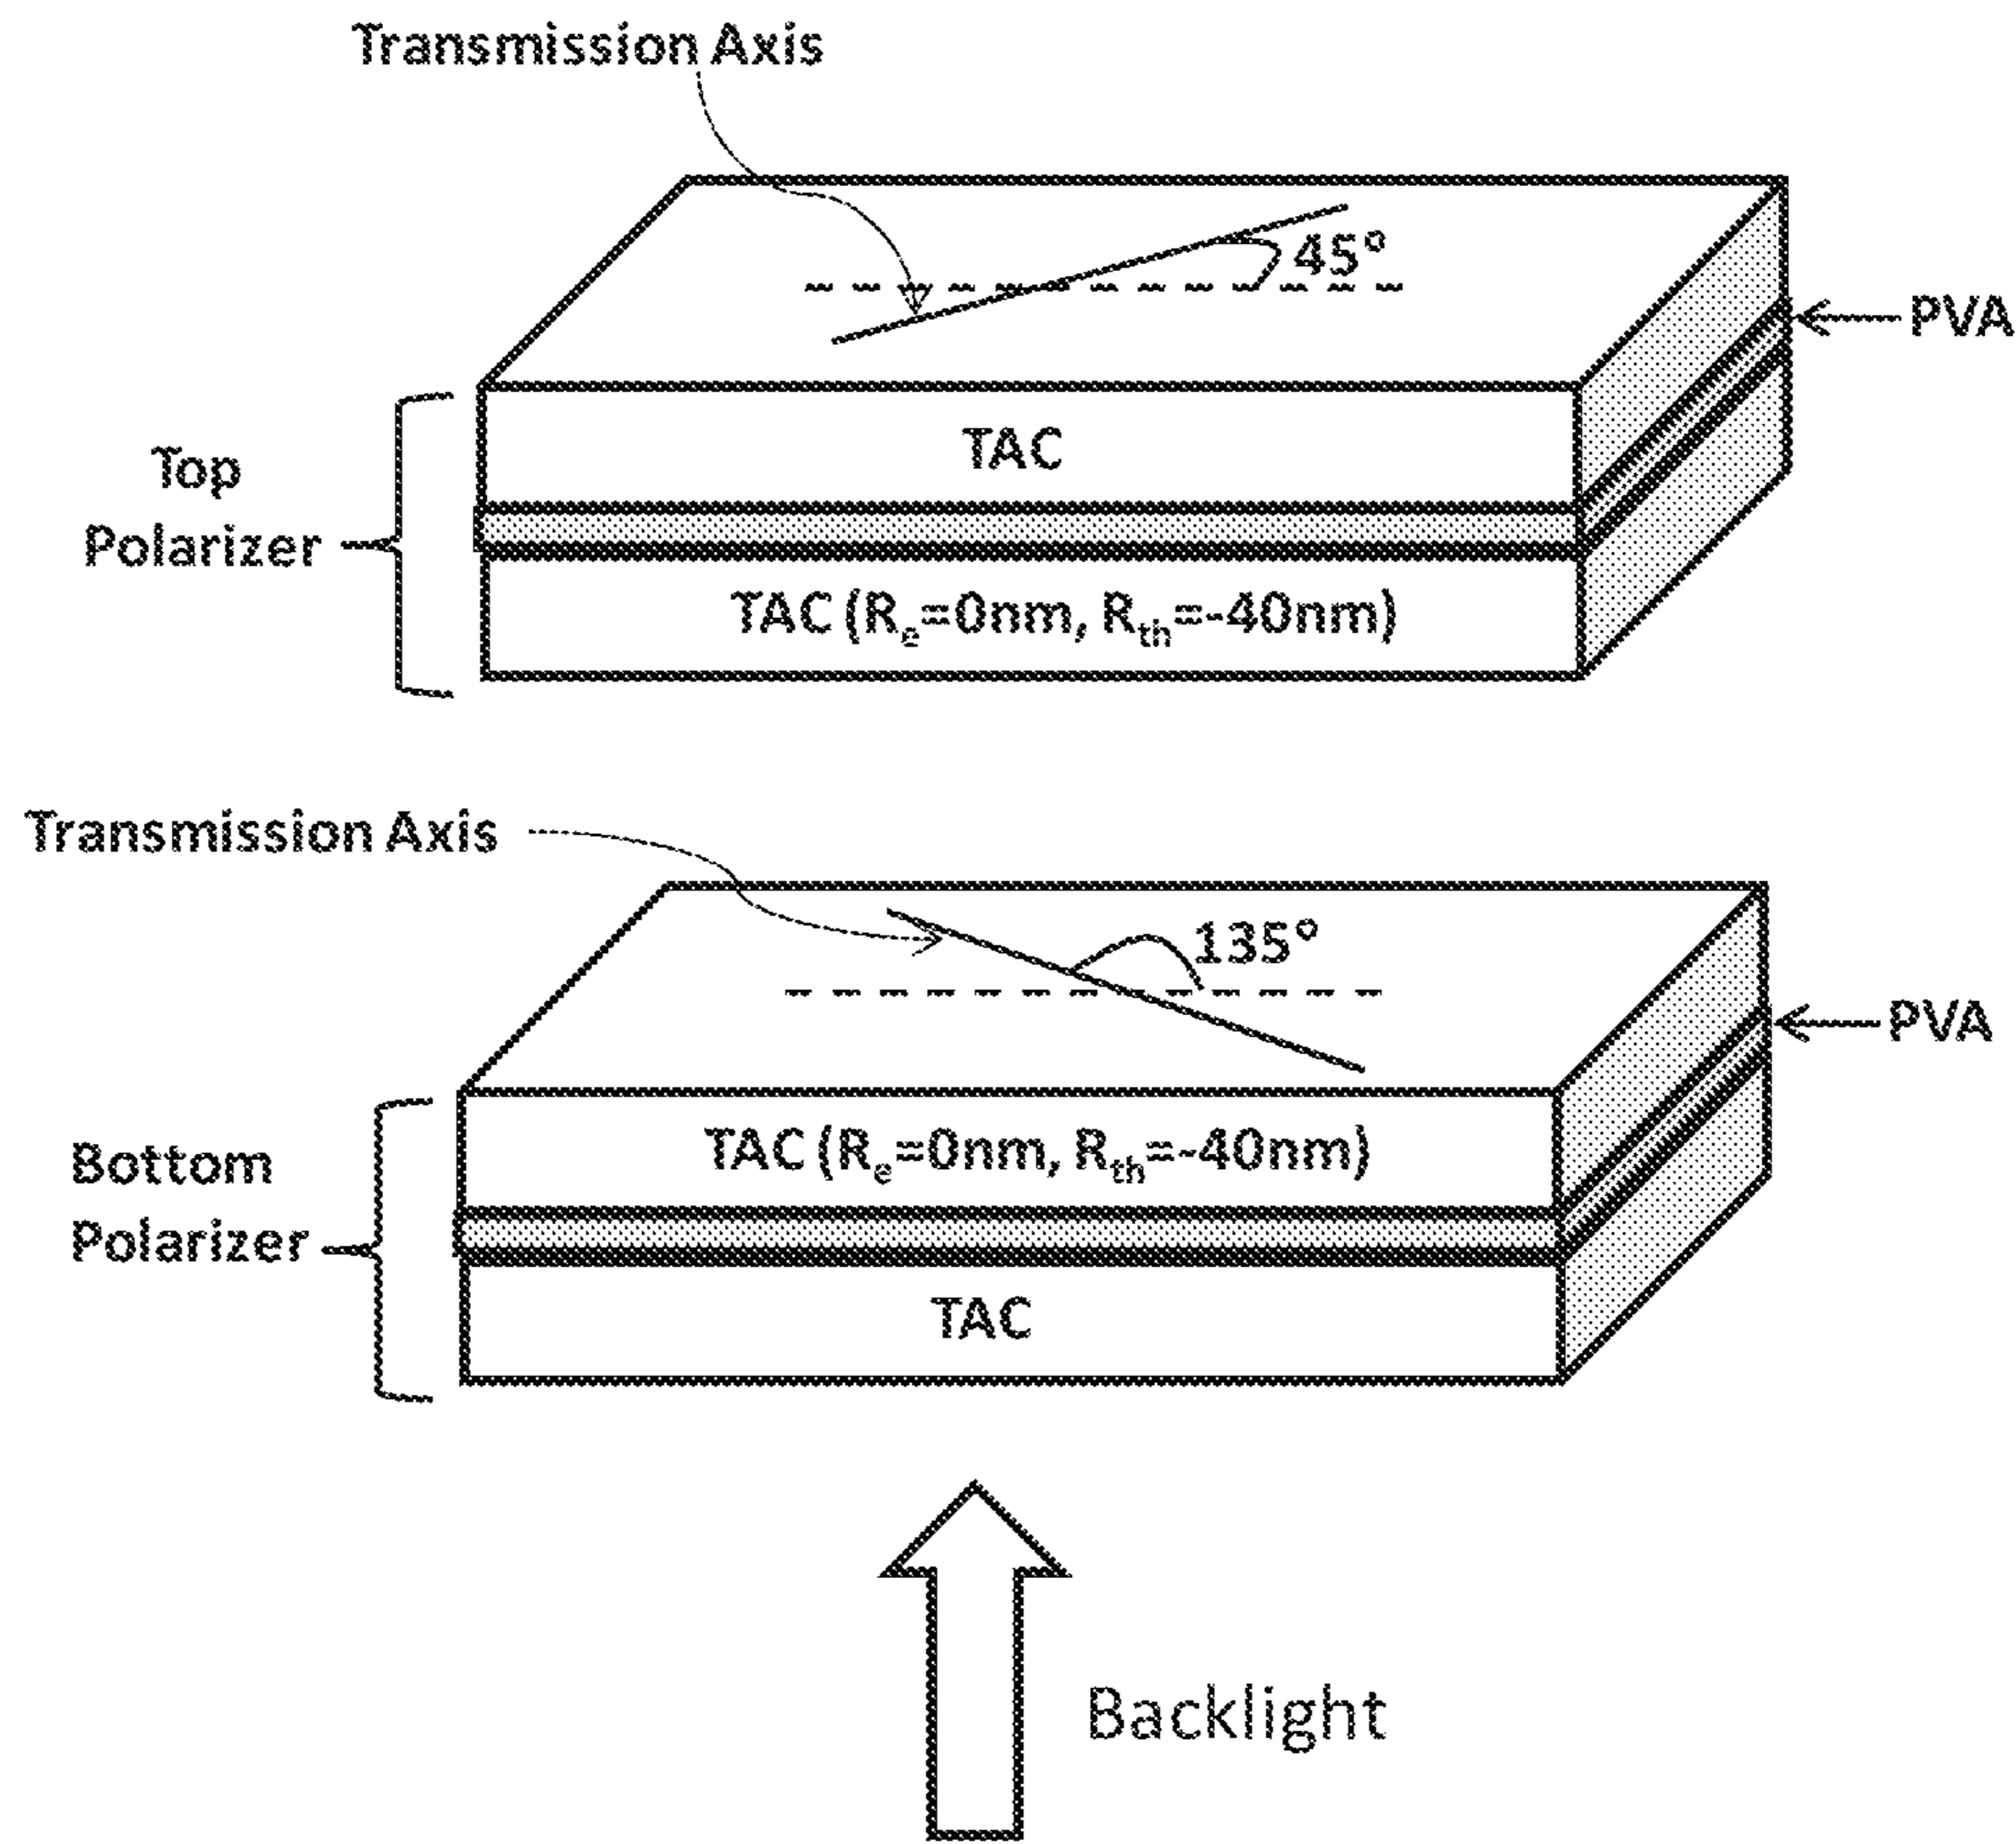 Transmission Axis
45°
PVA
TAC
Top
Polarizer
TAC (Re=0nm, Rth=-40nm)
Transmission Axis
135°
PVA
Bottom
Polarizer
TAC (Re=0nm, Rth=-40nm)
TAC
Backlight